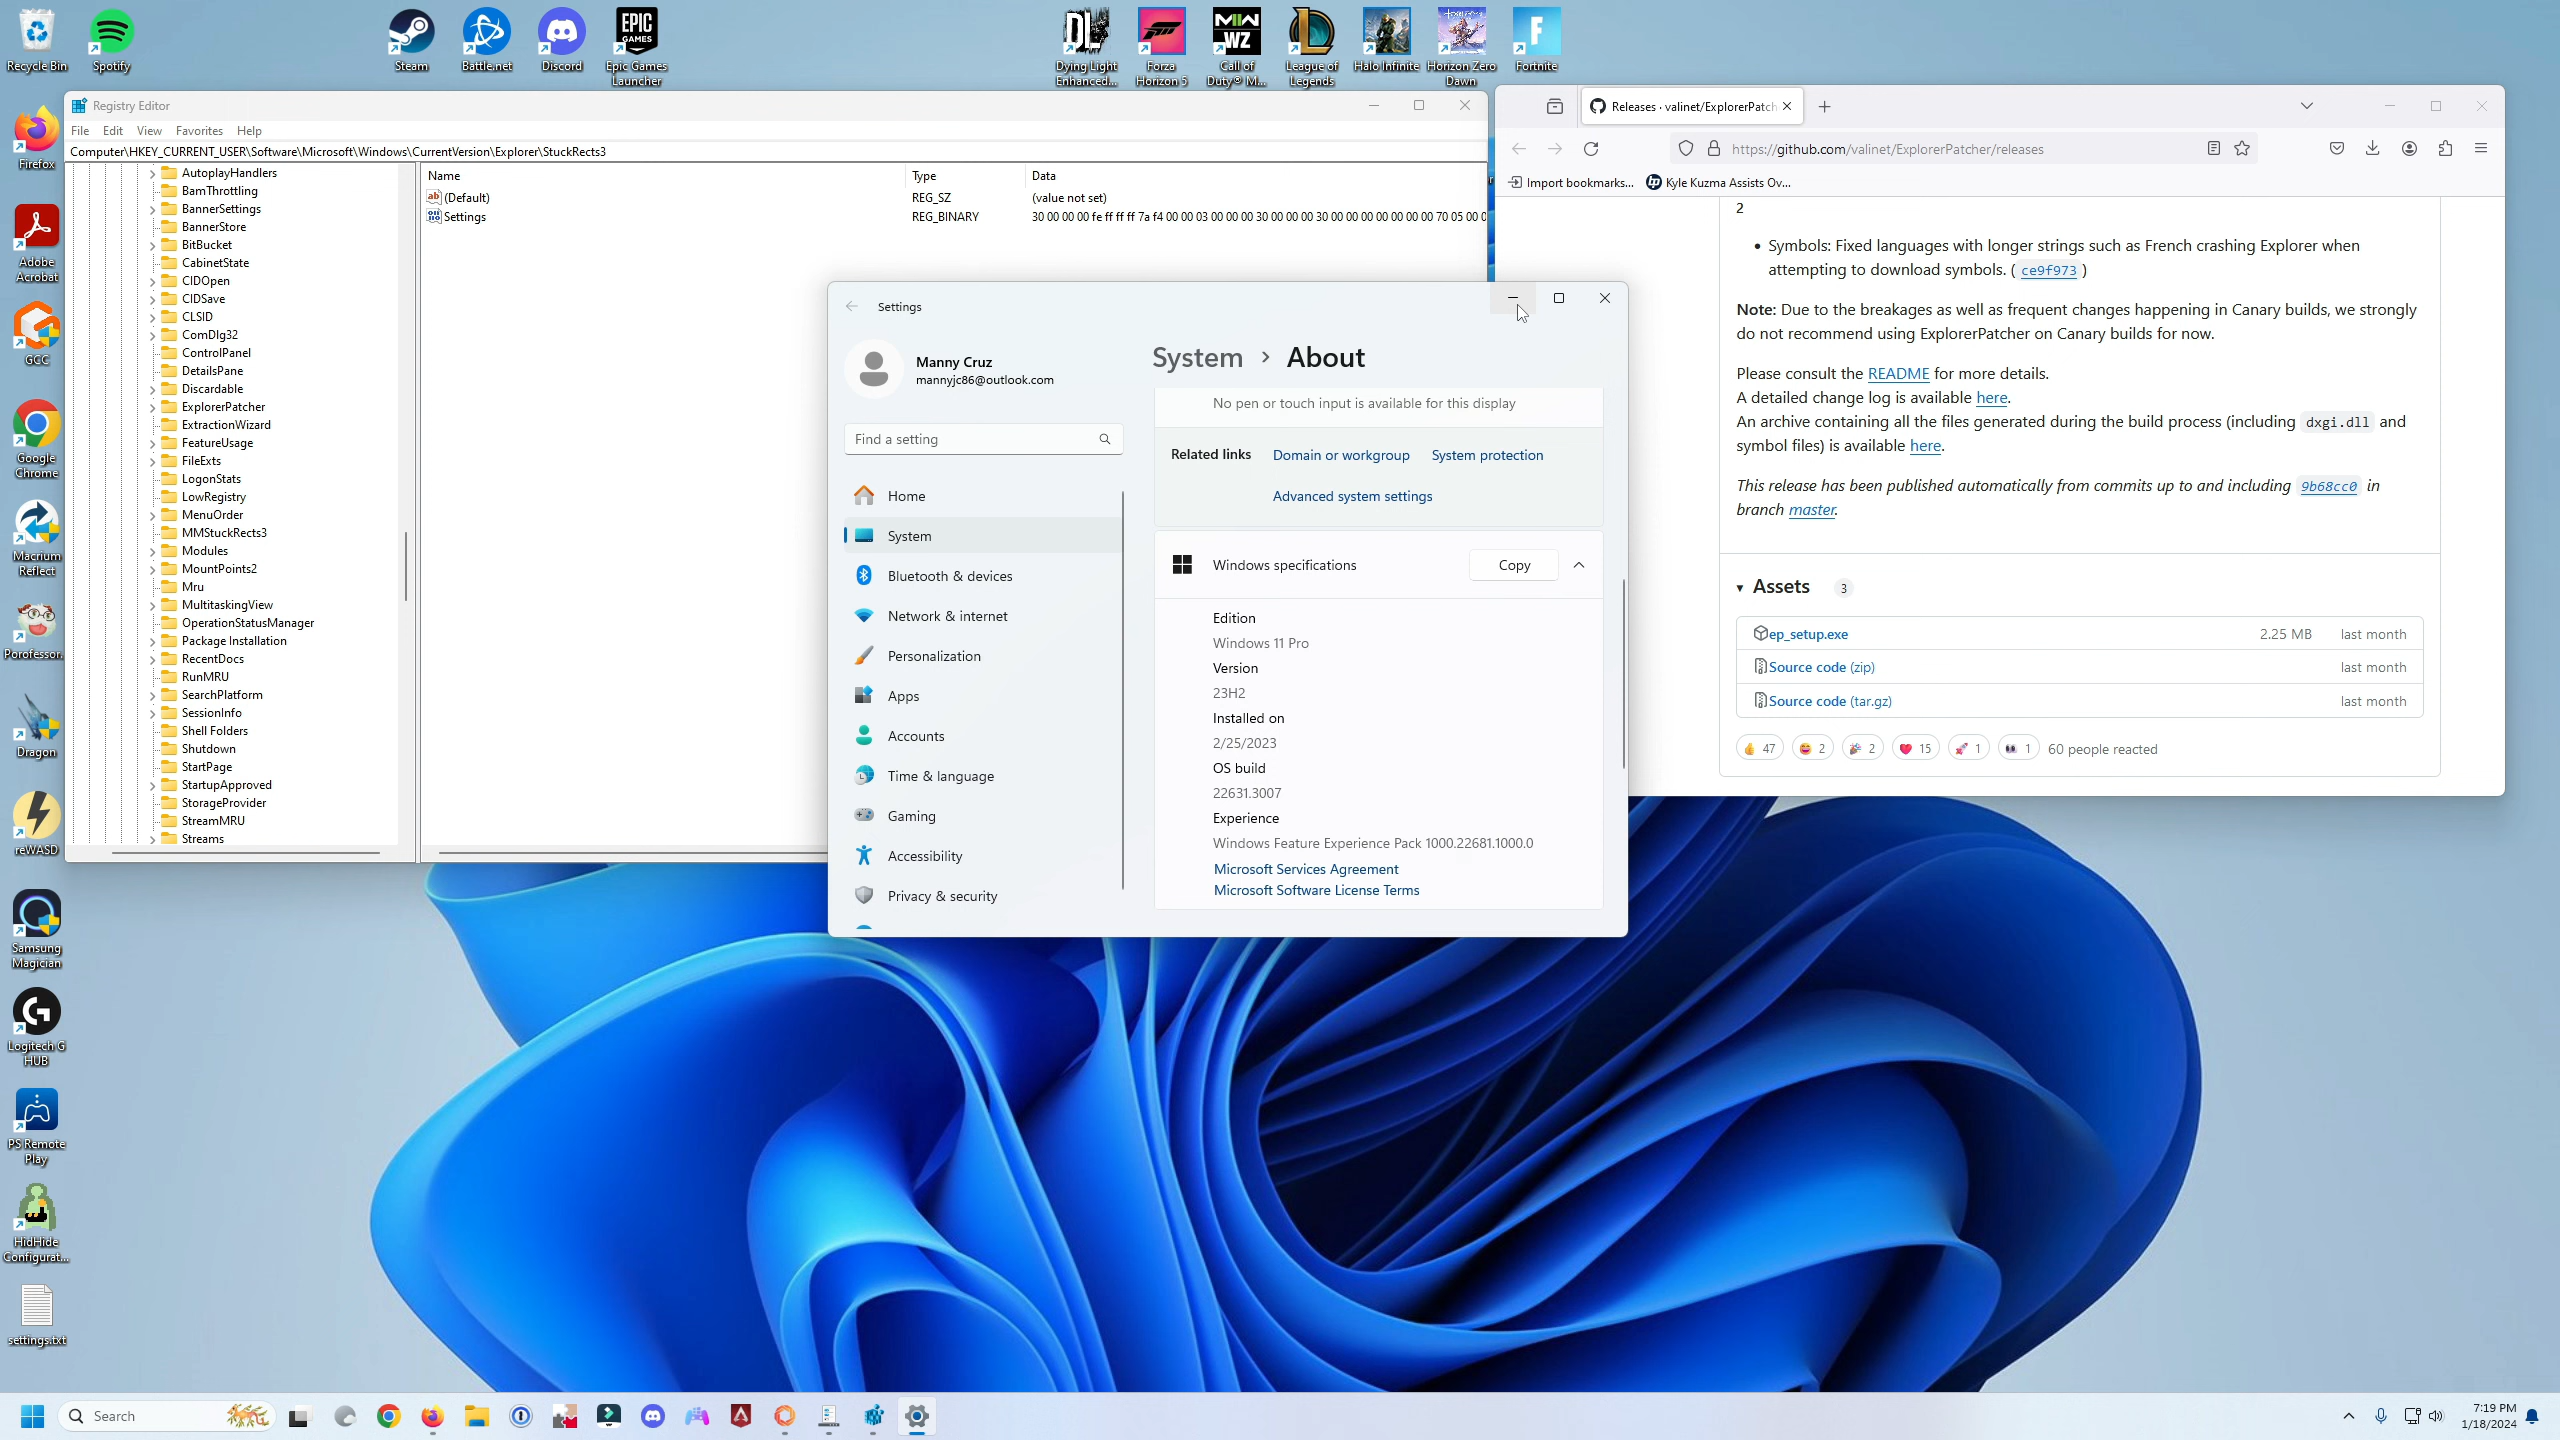 Recycle Bin
Spotify
Steam
Battle.net
Discord
Epic Games Launcher
Dying Light Enhanced...
Forza Horizon 5
Call of Duty® M...
League of Legends
Halo Infinite
Horizon Zero Dawn
Fortnite
Firefox
Adobe Acrobat
GCC
Google Chrome
Macrium Reflect
Porofessor.
Dragon
reWASD
Samsung Magician
Logitech G HUB
PS Remote Play
HidHide Configurat...
settings.txt
Registry Editor
File Edit View Favorites Help
Computer\HKEY_CURRENT_USER\Software\Microsoft\Windows\CurrentVersion\Explorer\StuckRects3
AutoplayHandlers
BamThrottling
BannerSettings
BannerStore
BitBucket
CabinetState
CIDOpen
CIDSave
CLSID
ComDlg32
ControlPanel
DetailsPane
Discardable
ExplorerPatcher
ExtractionWizard
FeatureUsage
FileExts
LogonStats
LowRegistry
MenuOrder
MMStuckRects3
Modules
MountPoints2
Mru
MultitaskingView
OperationStatusManager
Package Installation
RecentDocs
RunMRU
SearchPlatform
SessionInfo
Shell Folders
Shutdown
StartPage
StartupApproved
StorageProvider
StreamMRU
Streams
Name Type Data
(Default) REG_SZ (value not set)
Settings REG_BINARY 30 00 00 00 fe ff ff ff 7a f4 00 00 03 00 00 00 30 00 00 00 30 00 00 00 00 00 00 00 70 05 00 0
Settings
Manny Cruz
mannyjc86@outlook.com
Find a setting
Home
System
Bluetooth & devices
Network & internet
Personalization
Apps
Accounts
Time & language
Gaming
Accessibility
Privacy & security
System > About
No pen or touch input is available for this display
Related links Domain or workgroup System protection
Advanced system settings
Windows specifications Copy
Edition
Windows 11 Pro
Version
23H2
Installed on
2/25/2023
OS build
22631.3007
Experience
Windows Feature Experience Pack 1000.22681.1000.0
Microsoft Services Agreement
Microsoft Software License Terms
Releases · valinet/ExplorerPatch
https://github.com/valinet/ExplorerPatcher/releases
Import bookmarks... Kyle Kuzma Assists Ov...
2
• Symbols: Fixed languages with longer strings such as French crashing Explorer when
attempting to download symbols. ( ce9f973 )
Note: Due to the breakages as well as frequent changes happening in Canary builds, we strongly
do not recommend using ExplorerPatcher on Canary builds for now.
Please consult the README for more details.
A detailed change log is available here.
An archive containing all the files generated during the build process (including dxgi.dll and
symbol files) is available here.
This release has been published automatically from commits up to and including 9b68cc0 in
branch master.
Assets 3
ep_setup.exe 2.25 MB last month
Source code (zip) last month
Source code (tar.gz) last month
47 2 2 15 1 1 60 people reacted
Search
7:19 PM
1/18/2024